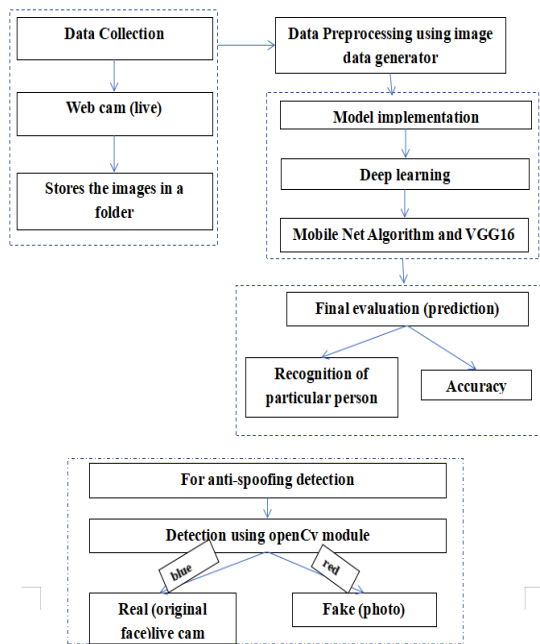 Data Collection
Data Preprocessing using image
data generator
Web cam (live)
Stores the images in a
folder
Model implementation
Deep learning
Mobile Net Algorithm and VGG16
Final evaluation (prediction)
Recognition of
particular person
Accuracy
For anti-spoofing detection
Detection using openCv module
blue
red
Real (original
face)live cam
Fake (photo)